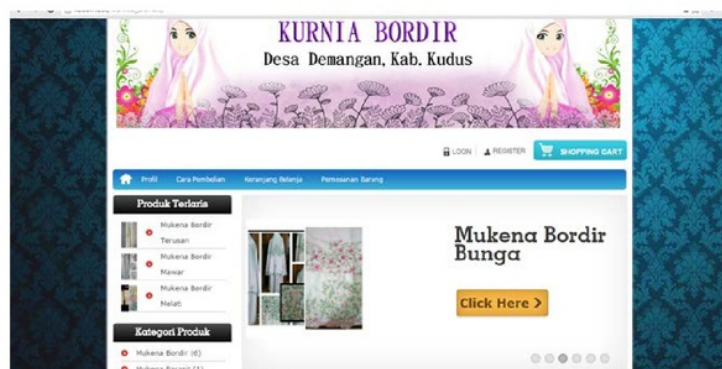 KURNIA BORDIR
Desa Demangan, Kab. Kudus
LOGIN REGISTER SHOPPING CART
Profil Cara Pembelian Keranjang Belanja Pemesanan Barang
Produk Terlaris
Mukena Bordir
Terusan
Mukena Bordir
Mawar
Mukena Bordir
Melati
Kategori Produk
Mukena Bordir (6)
Mukena Bordir
Bunga
Click Here >